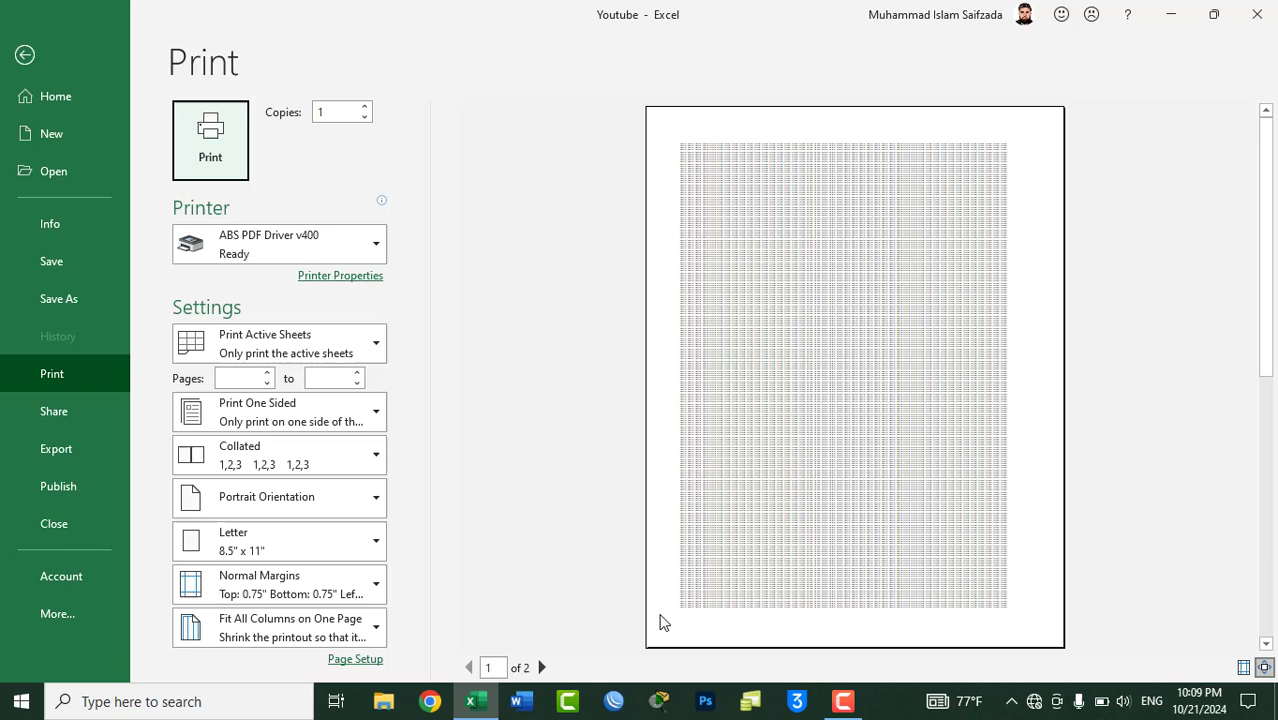 Youtube - Excel
Muhammad Islam Saifzada
?
Print
Home
New
Open
Info
Save
Save As
History
Print
Share
Export
Publish
Close
Account
More...
Print
Copies: 1
Printer
ABS PDF Driver v400
Ready
Printer Properties
Settings
Print Active Sheets
Only print the active sheets
Pages: to
Print One Sided
Only print on one side of th...
Collated
1,2,3 1,2,3 1,2,3
Portrait Orientation
Letter
8.5" x 11"
Normal Margins
Top: 0.75" Bottom: 0.75" Lef...
Fit All Columns on One Page
Shrink the printout so that it...
Page Setup
1 of 2
Type here to search
77°F
ENG
10:09 PM
10/21/2024